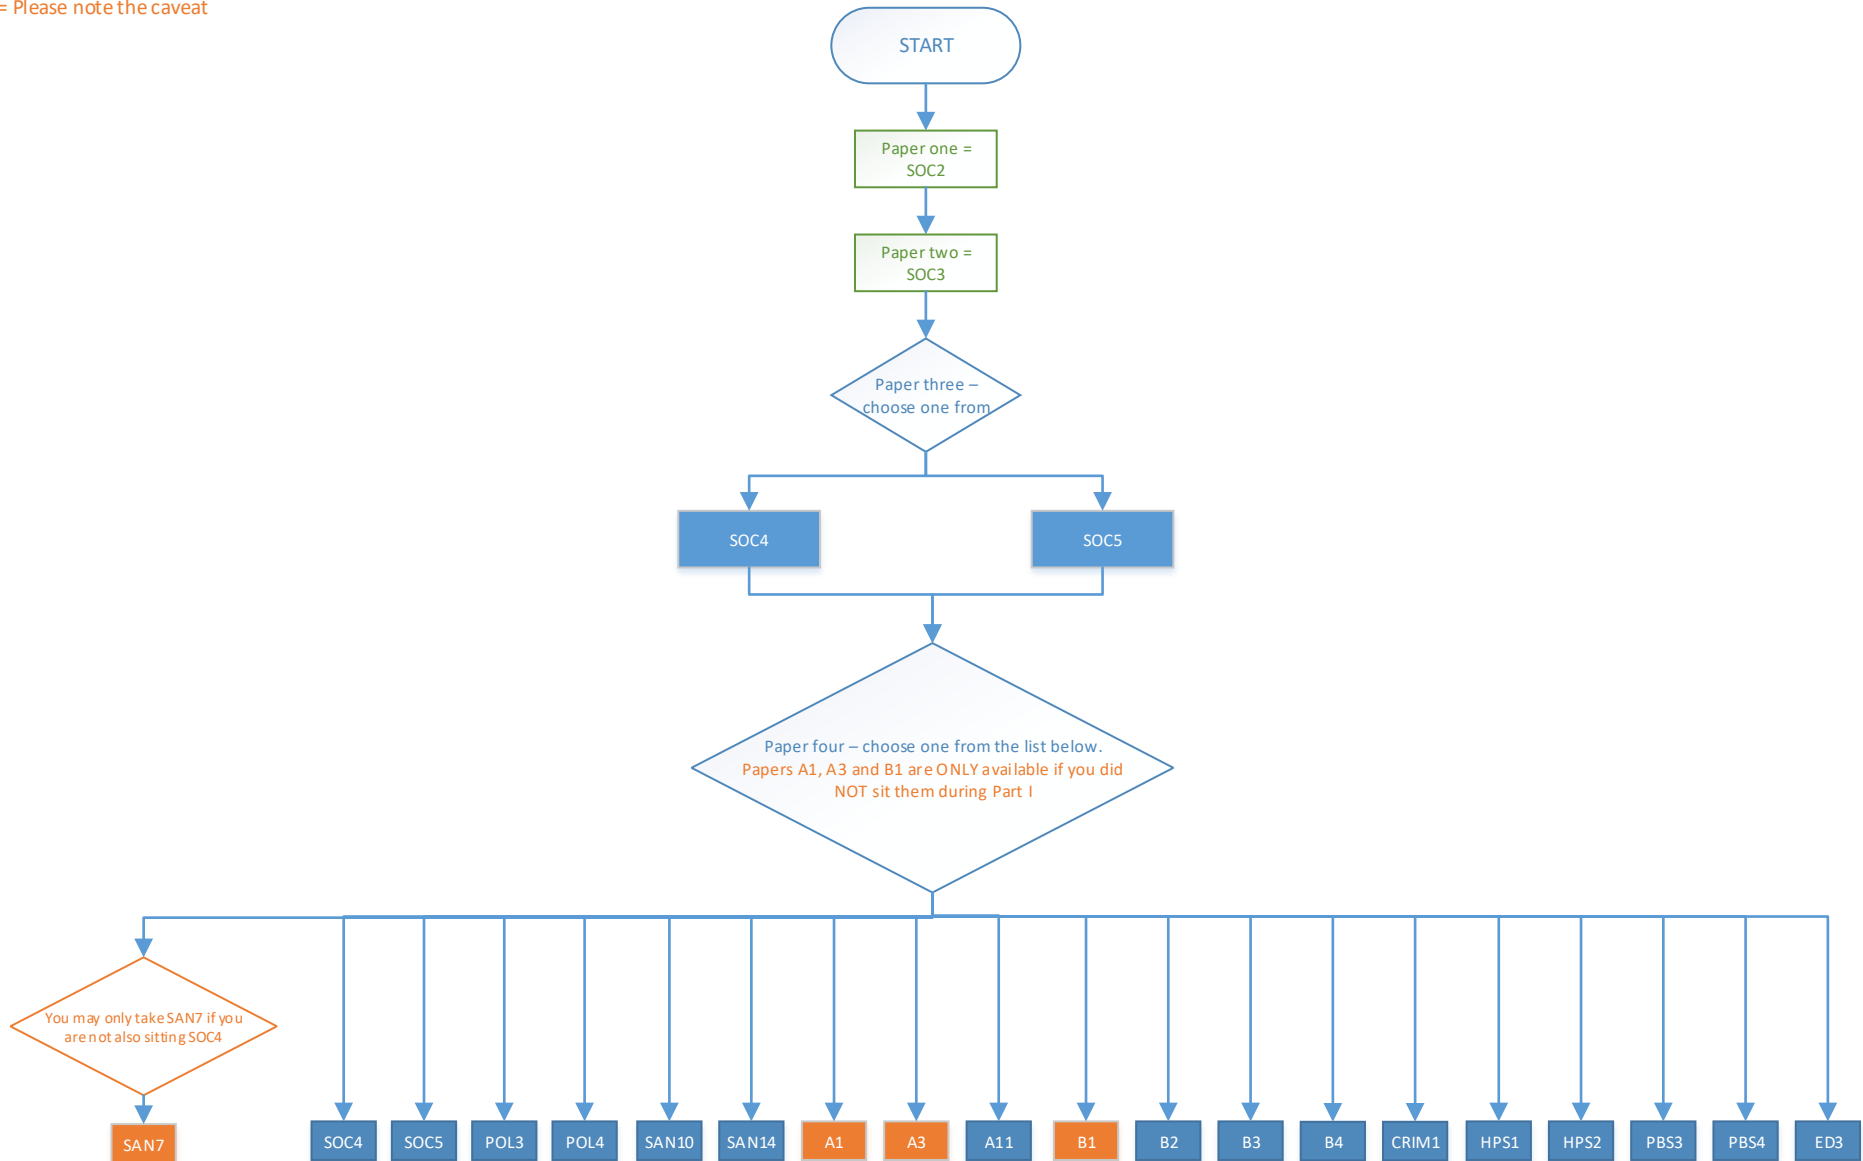 = Please note the caveat
START
Paper one =
SOC2
Paper two =
SOC3
Paper three –
choose one from
SOC4
SOC5
Paper four – choose one from the list below.
Papers A1, A3 and B1 are ONLY available if you did
NOT sit them during Part I
You may only take SAN7 if you
are not also sitting SOC4
SAN7
SOC4
SOC5
POL3
POL4
SAN10
SAN14
A1
A3
A11
B1
B2
B3
B4
CRIM1
HPS1
HPS2
PBS3
PBS4
ED3